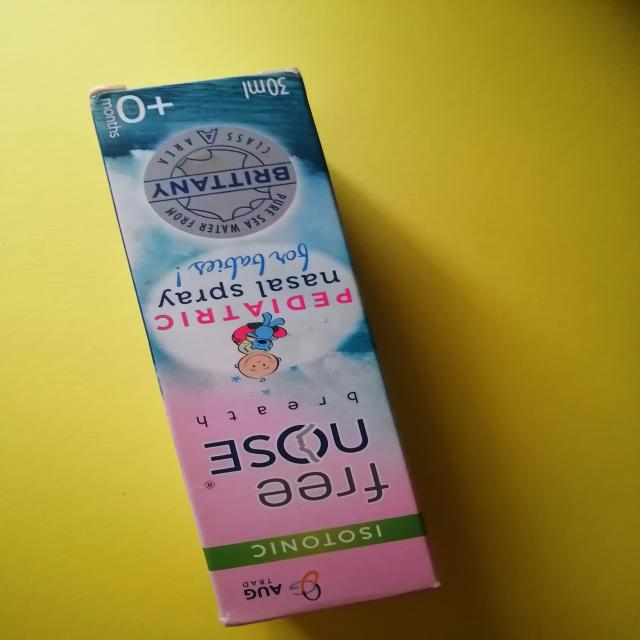 AUG
TRAD
ISOTONIC
free
NOSE®
breath
PEDIATRIC
nasal spray
for babies!
PURE SEA WATER FROM
BRITTANY
CLASS A AREA
+0
months
30ml